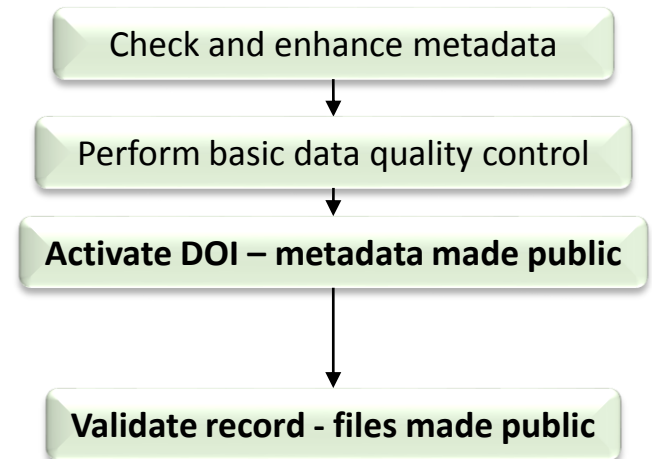 Check and enhance metadata
Perform basic data quality control
Activate DOI – metadata made public
Validate record - files made public